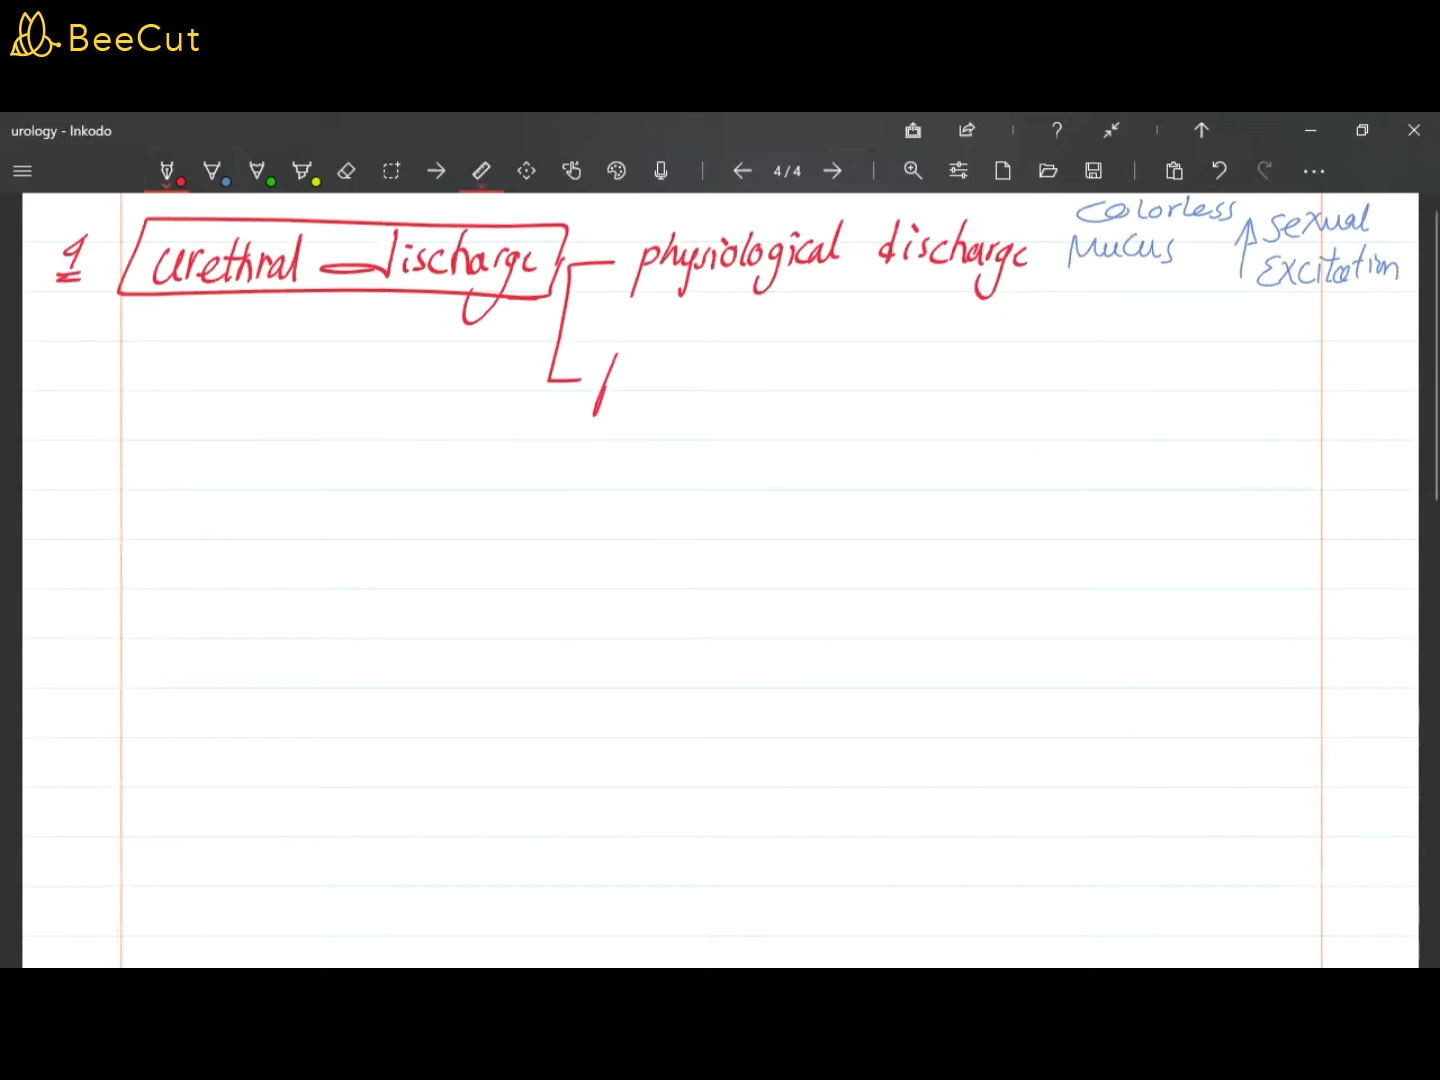 BeeCut
urology - Inkodo
4/4
1 urethral discharge physiological discharge
colorless
Mucus
↑ sexual
Excitation